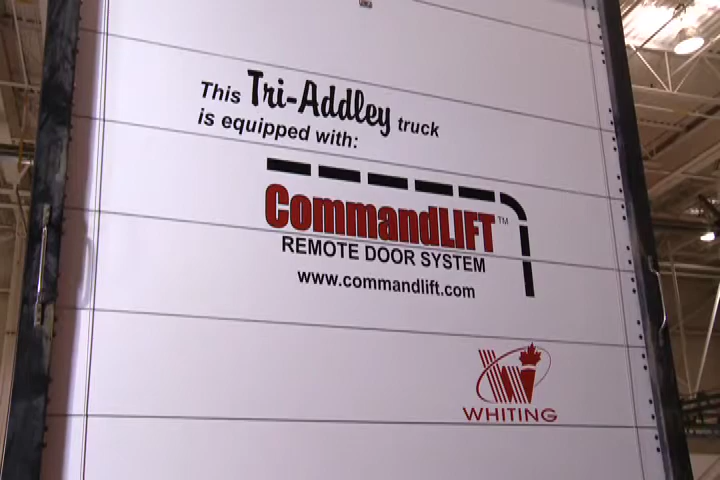 This Tri-Addley truck
is equipped with:
CommandLIFT™
REMOTE DOOR SYSTEM
www.commandlift.com
W
WHITING